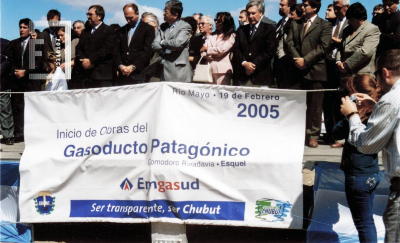 Río Mayo - 19 de Febrero
2005
Inicio de Obras del
Gasoducto Patagónico
Comodoro Rivadavia - Esquel
Emgasud
Ser transparente, ser Chubut
CHUBUT